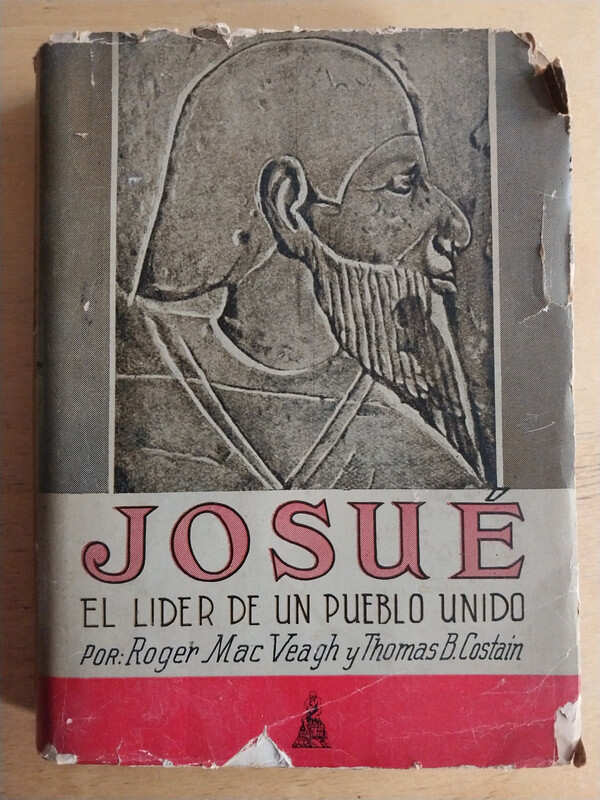 JOSUÉ
EL LIDER DE UN PUEBLO UNIDO
POR: Roger Mac Veagh y Thomas B. Costain